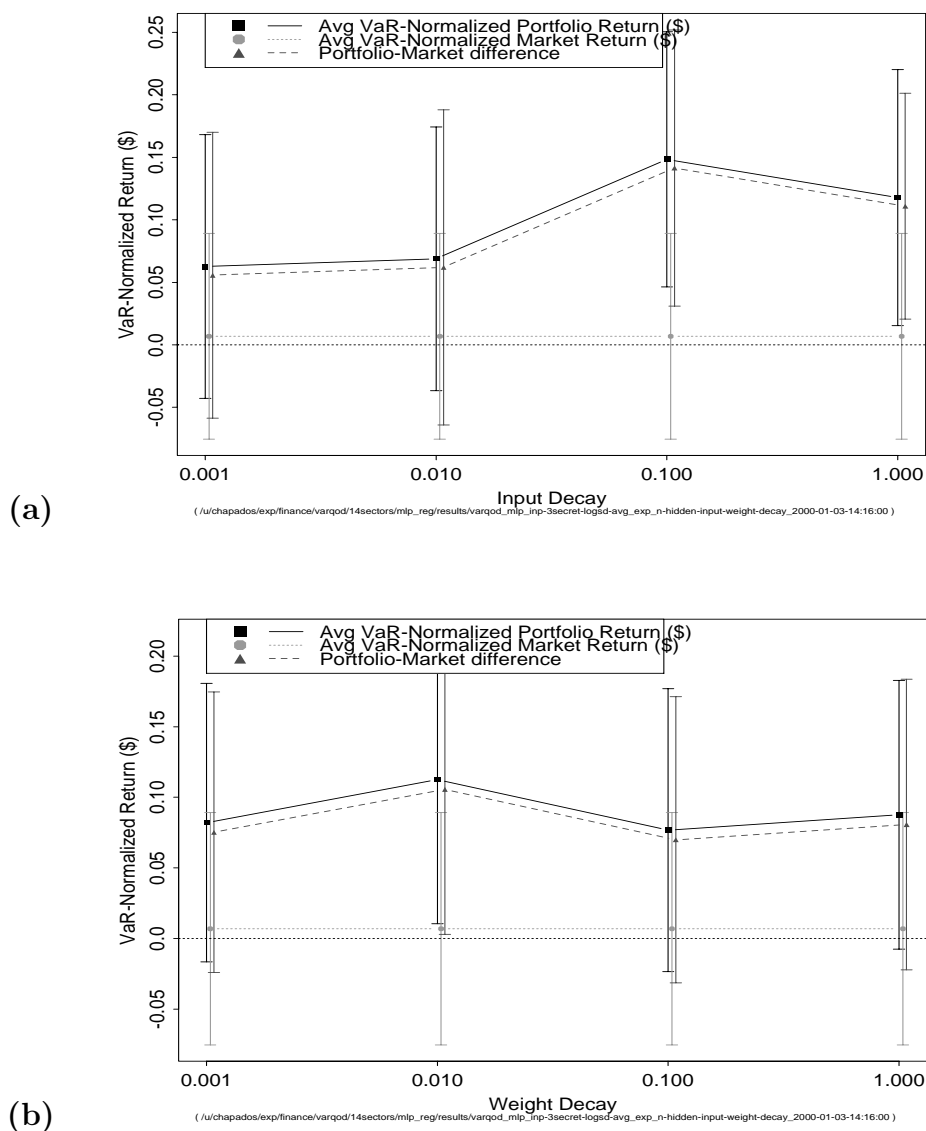 Avg VaR-Normalized Portfolio Return ($)
Avg VaR-Normalized Market Return ($)
Portfolio-Market difference
VaR-Normalized Return ($)
0.25
0.20
0.15
0.10
0.05
0.0
-0.05
0.001 0.010 0.100 1.000
Input Decay
(a)
( /u/chapados/exp/finance/varqod/14sectors/mlp_reg/results/varqod_mlp_inp-3secret-logsd-avg_exp_n-hidden-input-weight-decay_2000-01-03-14:16:00 )
Avg VaR-Normalized Portfolio Return ($)
Avg VaR-Normalized Market Return ($)
Portfolio-Market difference
VaR-Normalized Return ($)
0.20
0.15
0.10
0.05
0.0
-0.05
0.001 0.010 0.100 1.000
Weight Decay
(b)
( /u/chapados/exp/finance/varqod/14sectors/mlp_reg/results/varqod_mlp_inp-3secret-logsd-avg_exp_n-hidden-input-weight-decay_2000-01-03-14:16:00 )